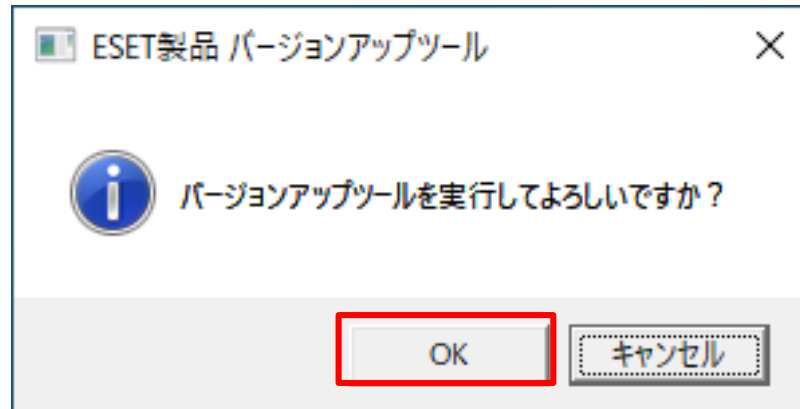 ESET製品 バージョンアップツール
バージョンアップツールを実行してよろしいですか？
OK キャンセル